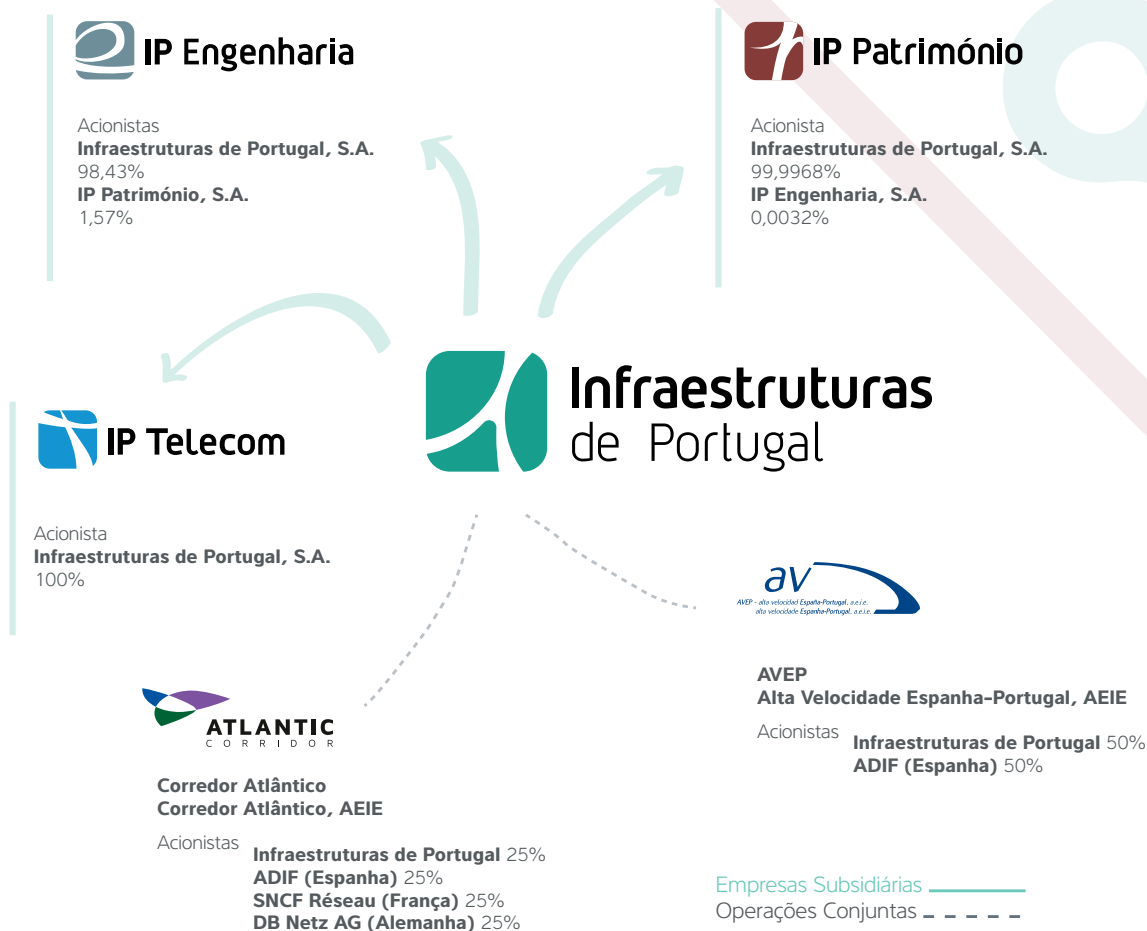 IP Engenharia
Acionistas
Infraestruturas de Portugal, S.A.
98,43%
IP Património, S.A.
1,57%
IP Património
Acionista
Infraestruturas de Portugal, S.A.
99,9968%
IP Engenharia, S.A.
0,0032%
Infraestruturas
de Portugal
IP Telecom
Acionista
Infraestruturas de Portugal, S.A.
100%
av
AVEP - alta velocidad España-Portugal, a.e.i.e.
alta velocidade Espanha-Portugal, a.e.i.e.
AVEP
Alta Velocidade Espanha-Portugal, AEIE
Acionistas
Infraestruturas de Portugal 50%
ADIF (Espanha) 50%
ATLANTIC
CORRIDOR
Corredor Atlântico
Corredor Atlântico, AEIE
Acionistas
Infraestruturas de Portugal 25%
ADIF (Espanha) 25%
SNCF Réseau (França) 25%
DB Netz AG (Alemanha) 25%
Empresas Subsidiárias
Operações Conjuntas